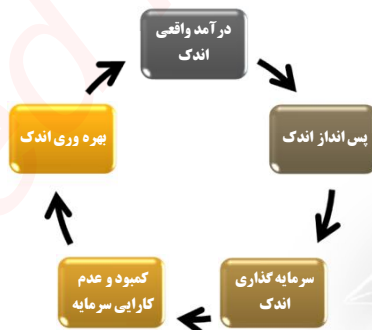 درآمد واقعی
اندک
پس انداز اندک
سرمایه گذاری
اندک
کمبود و عدم
کارایی سرمایه
بهره وری اندک